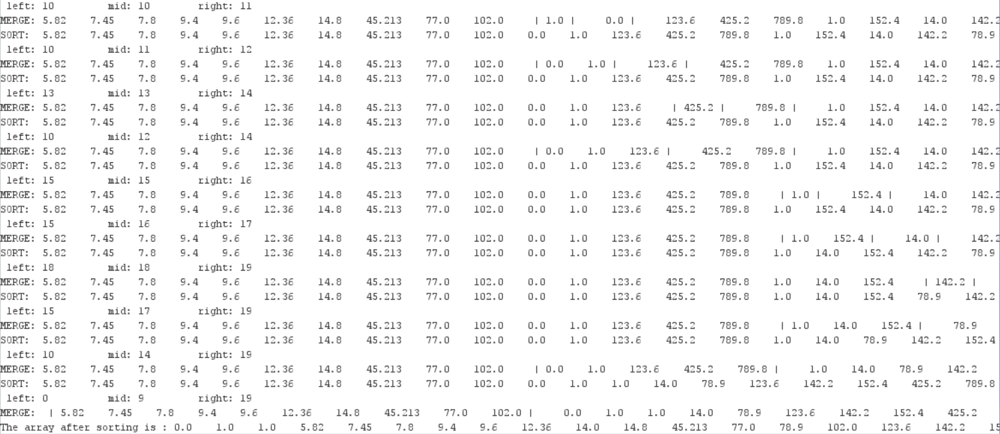 left: 10 mid: 10 right: 11
MERGE: 5.82 7.45 7.8 9.4 9.6 12.36 14.8 45.213 77.0 102.0 | 1.0 | 0.0 | 123.6 425.2 789.8 1.0 152.4 14.0 142.2
SORT: 5.82 7.45 7.8 9.4 9.6 12.36 14.8 45.213 77.0 102.0 0.0 1.0 123.6 425.2 789.8 1.0 152.4 14.0 142.2 78.9
left: 10 mid: 11 right: 12
MERGE: 5.82 7.45 7.8 9.4 9.6 12.36 14.8 45.213 77.0 102.0 | 0.0 1.0 | 123.6 | 425.2 789.8 1.0 152.4 14.0 142.2
SORT: 5.82 7.45 7.8 9.4 9.6 12.36 14.8 45.213 77.0 102.0 0.0 1.0 123.6 425.2 789.8 1.0 152.4 14.0 142.2 78.9
left: 13 mid: 13 right: 14
MERGE: 5.82 7.45 7.8 9.4 9.6 12.36 14.8 45.213 77.0 102.0 0.0 1.0 123.6 | 425.2 | 789.8 | 1.0 152.4 14.0 142.2
SORT: 5.82 7.45 7.8 9.4 9.6 12.36 14.8 45.213 77.0 102.0 0.0 1.0 123.6 425.2 789.8 1.0 152.4 14.0 142.2 78.9
left: 10 mid: 12 right: 14
MERGE: 5.82 7.45 7.8 9.4 9.6 12.36 14.8 45.213 77.0 102.0 | 0.0 1.0 123.6 | 425.2 789.8 | 1.0 152.4 14.0 142.2
SORT: 5.82 7.45 7.8 9.4 9.6 12.36 14.8 45.213 77.0 102.0 0.0 1.0 123.6 425.2 789.8 1.0 152.4 14.0 142.2 78.9
left: 15 mid: 15 right: 16
MERGE: 5.82 7.45 7.8 9.4 9.6 12.36 14.8 45.213 77.0 102.0 0.0 1.0 123.6 425.2 789.8 | 1.0 | 152.4 | 14.0 142.2
SORT: 5.82 7.45 7.8 9.4 9.6 12.36 14.8 45.213 77.0 102.0 0.0 1.0 123.6 425.2 789.8 1.0 152.4 14.0 142.2 78.9
left: 15 mid: 16 right: 17
MERGE: 5.82 7.45 7.8 9.4 9.6 12.36 14.8 45.213 77.0 102.0 0.0 1.0 123.6 425.2 789.8 | 1.0 152.4 | 14.0 | 142.2
SORT: 5.82 7.45 7.8 9.4 9.6 12.36 14.8 45.213 77.0 102.0 0.0 1.0 123.6 425.2 789.8 1.0 14.0 152.4 142.2 78.9
left: 18 mid: 18 right: 19
MERGE: 5.82 7.45 7.8 9.4 9.6 12.36 14.8 45.213 77.0 102.0 0.0 1.0 123.6 425.2 789.8 1.0 14.0 152.4 | 142.2 |
SORT: 5.82 7.45 7.8 9.4 9.6 12.36 14.8 45.213 77.0 102.0 0.0 1.0 123.6 425.2 789.8 1.0 14.0 152.4 78.9 142.2
left: 15 mid: 17 right: 19
MERGE: 5.82 7.45 7.8 9.4 9.6 12.36 14.8 45.213 77.0 102.0 0.0 1.0 123.6 425.2 789.8 | 1.0 14.0 152.4 | 78.9
SORT: 5.82 7.45 7.8 9.4 9.6 12.36 14.8 45.213 77.0 102.0 0.0 1.0 123.6 425.2 789.8 1.0 14.0 78.9 142.2 152.4
left: 10 mid: 14 right: 19
MERGE: 5.82 7.45 7.8 9.4 9.6 12.36 14.8 45.213 77.0 102.0 | 0.0 1.0 123.6 425.2 789.8 | 1.0 14.0 78.9 142.2
SORT: 5.82 7.45 7.8 9.4 9.6 12.36 14.8 45.213 77.0 102.0 0.0 1.0 1.0 14.0 78.9 123.6 142.2 152.4 425.2 789.8
left: 0 mid: 9 right: 19
MERGE: | 5.82 7.45 7.8 9.4 9.6 12.36 14.8 45.213 77.0 102.0 | 0.0 1.0 1.0 14.0 78.9 123.6 142.2 152.4 425.2
The array after sorting is : 0.0 1.0 1.0 5.82 7.45 7.8 9.4 9.6 12.36 14.0 14.8 45.213 77.0 78.9 102.0 123.6 142.2